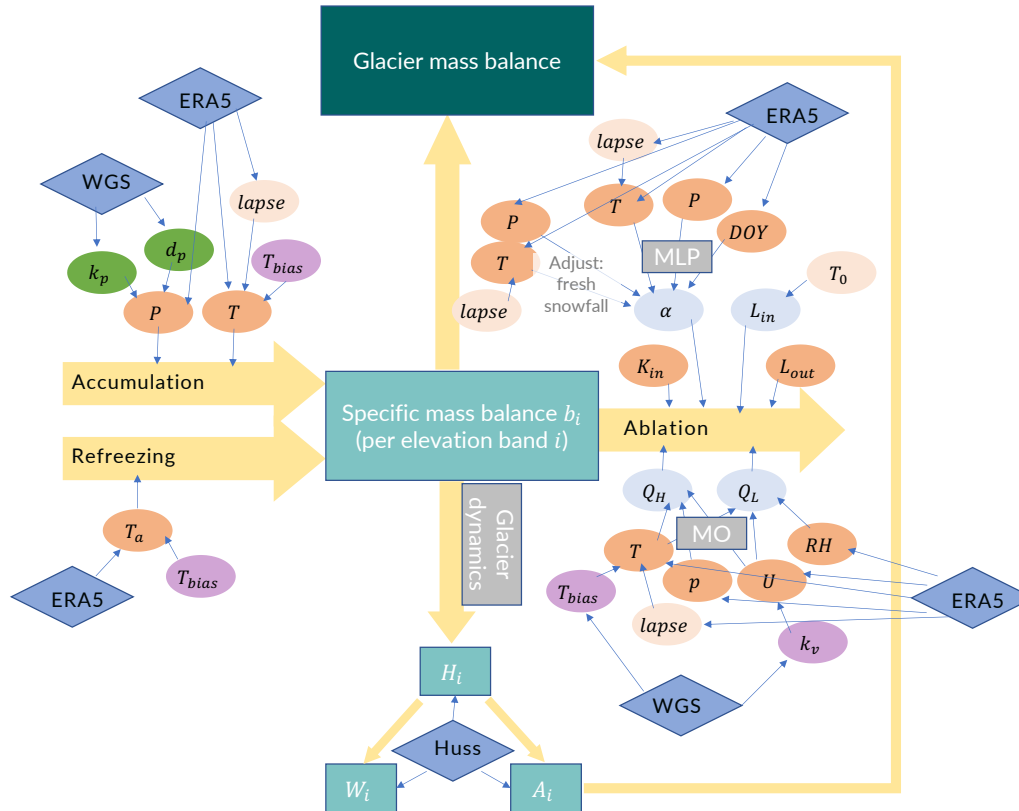 Glacier mass balance
ERA5
ERA5
lapse
WGS
lapse
T
P
P
DOY
d_p
T_bias
k_p
MLP
T
Adjust:
fresh
snowfall
T_0
lapse
P
T
α
L_in
K_in
L_out
Accumulation
Specific mass balance b_i
(per elevation band i)
Ablation
Refreezing
Glacier
dynamics
Q_H
Q_L
T_a
MO
T
RH
T_bias
T_bias
p
U
ERA5
ERA5
lapse
k_v
H_i
WGS
Huss
W_i
A_i